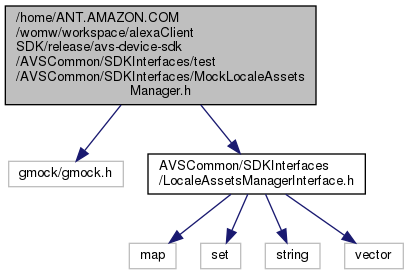 /home/ANT.AMAZON.COM
/womw/workspace/alexaClient
SDK/release/avs-device-sdk
/AVSCommon/SDKInterfaces/test
/AVSCommon/SDKInterfaces/MockLocaleAssets
Manager.h
gmock/gmock.h
AVSCommon/SDKInterfaces
/LocaleAssetsManagerInterface.h
map
set
string
vector